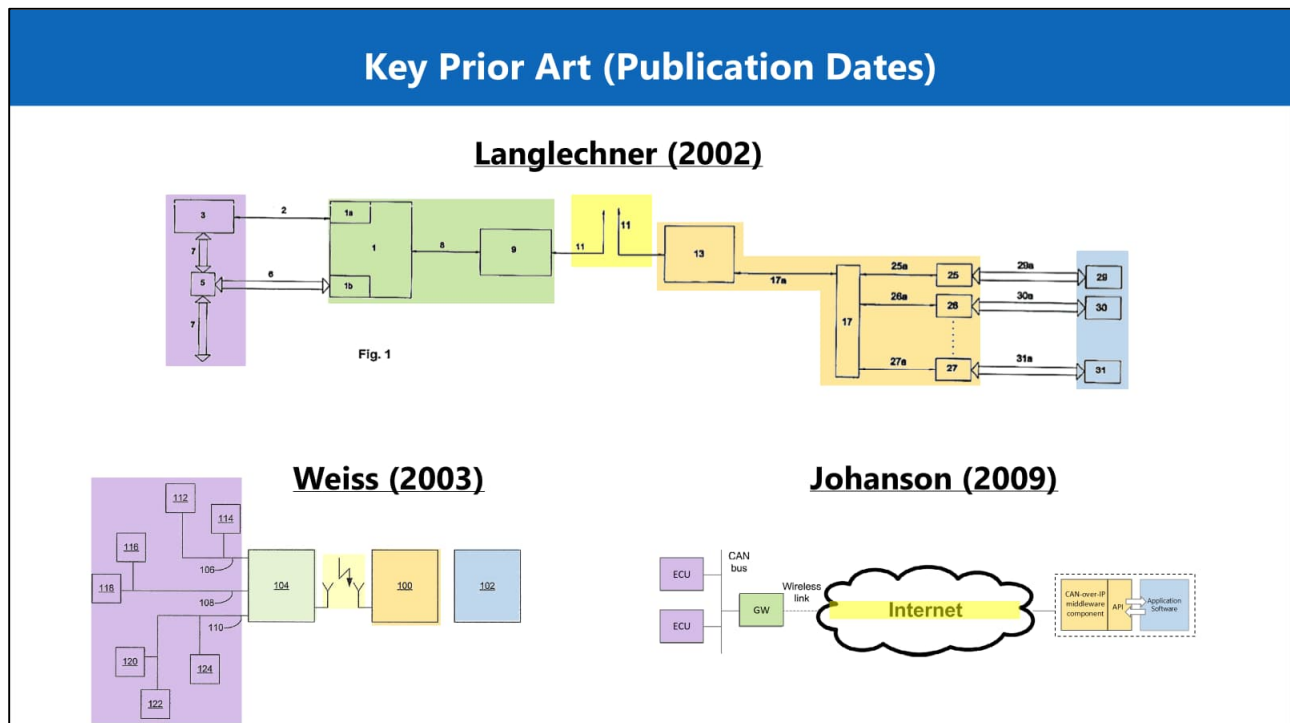 Key Prior Art (Publication Dates)
Langlechner (2002)
3
2
1a
1
8
9
11
11
13
7
5
6
1b
7
17a
17
25a
25
29a
29
26a
26
30a
30
27a
27
31a
31
Fig. 1
Weiss (2003)
112
114
116
118
106
108
110
104
100
102
120
124
122
Johanson (2009)
ECU
CAN
bus
ECU
GW
Wireless
link
Internet
CAN-over-IP
middleware
component
API
Application
Software